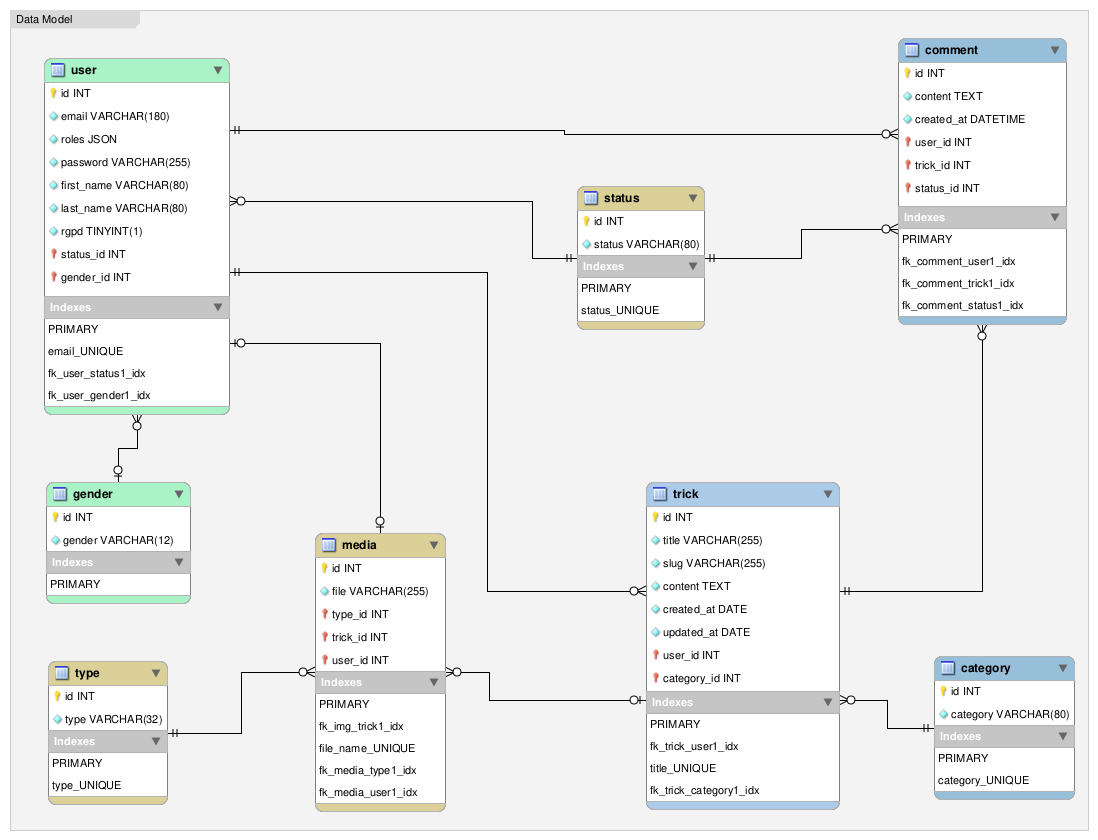 Data Model
user
id INT
email VARCHAR(180)
roles JSON
password VARCHAR(255)
first_name VARCHAR(80)
last_name VARCHAR(80)
rgpd TINYINT(1)
status_id INT
gender_id INT
Indexes
PRIMARY
email_UNIQUE
fk_user_status1_idx
fk_user_gender1_idx
comment
id INT
content TEXT
created_at DATETIME
user_id INT
trick_id INT
status_id INT
Indexes
PRIMARY
fk_comment_user1_idx
fk_comment_trick1_idx
fk_comment_status1_idx
status
id INT
status VARCHAR(80)
Indexes
PRIMARY
status_UNIQUE
gender
id INT
gender VARCHAR(12)
Indexes
PRIMARY
media
id INT
file VARCHAR(255)
type_id INT
trick_id INT
user_id INT
Indexes
PRIMARY
fk_img_trick1_idx
file_name_UNIQUE
fk_media_type1_idx
fk_media_user1_idx
trick
id INT
title VARCHAR(255)
slug VARCHAR(255)
content TEXT
created_at DATE
updated_at DATE
user_id INT
category_id INT
Indexes
PRIMARY
fk_trick_user1_idx
title_UNIQUE
fk_trick_category1_idx
type
id INT
type VARCHAR(32)
Indexes
PRIMARY
type_UNIQUE
category
id INT
category VARCHAR(80)
Indexes
PRIMARY
category_UNIQUE